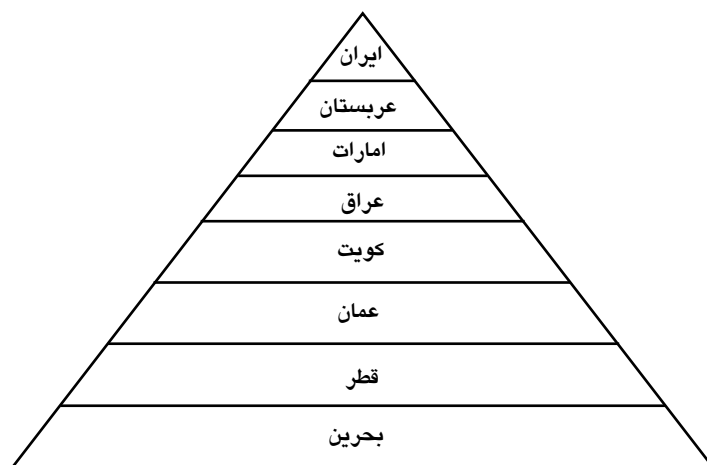 ایران
عربستان
امارات
عراق
کویت
عمان
قطر
بحرین